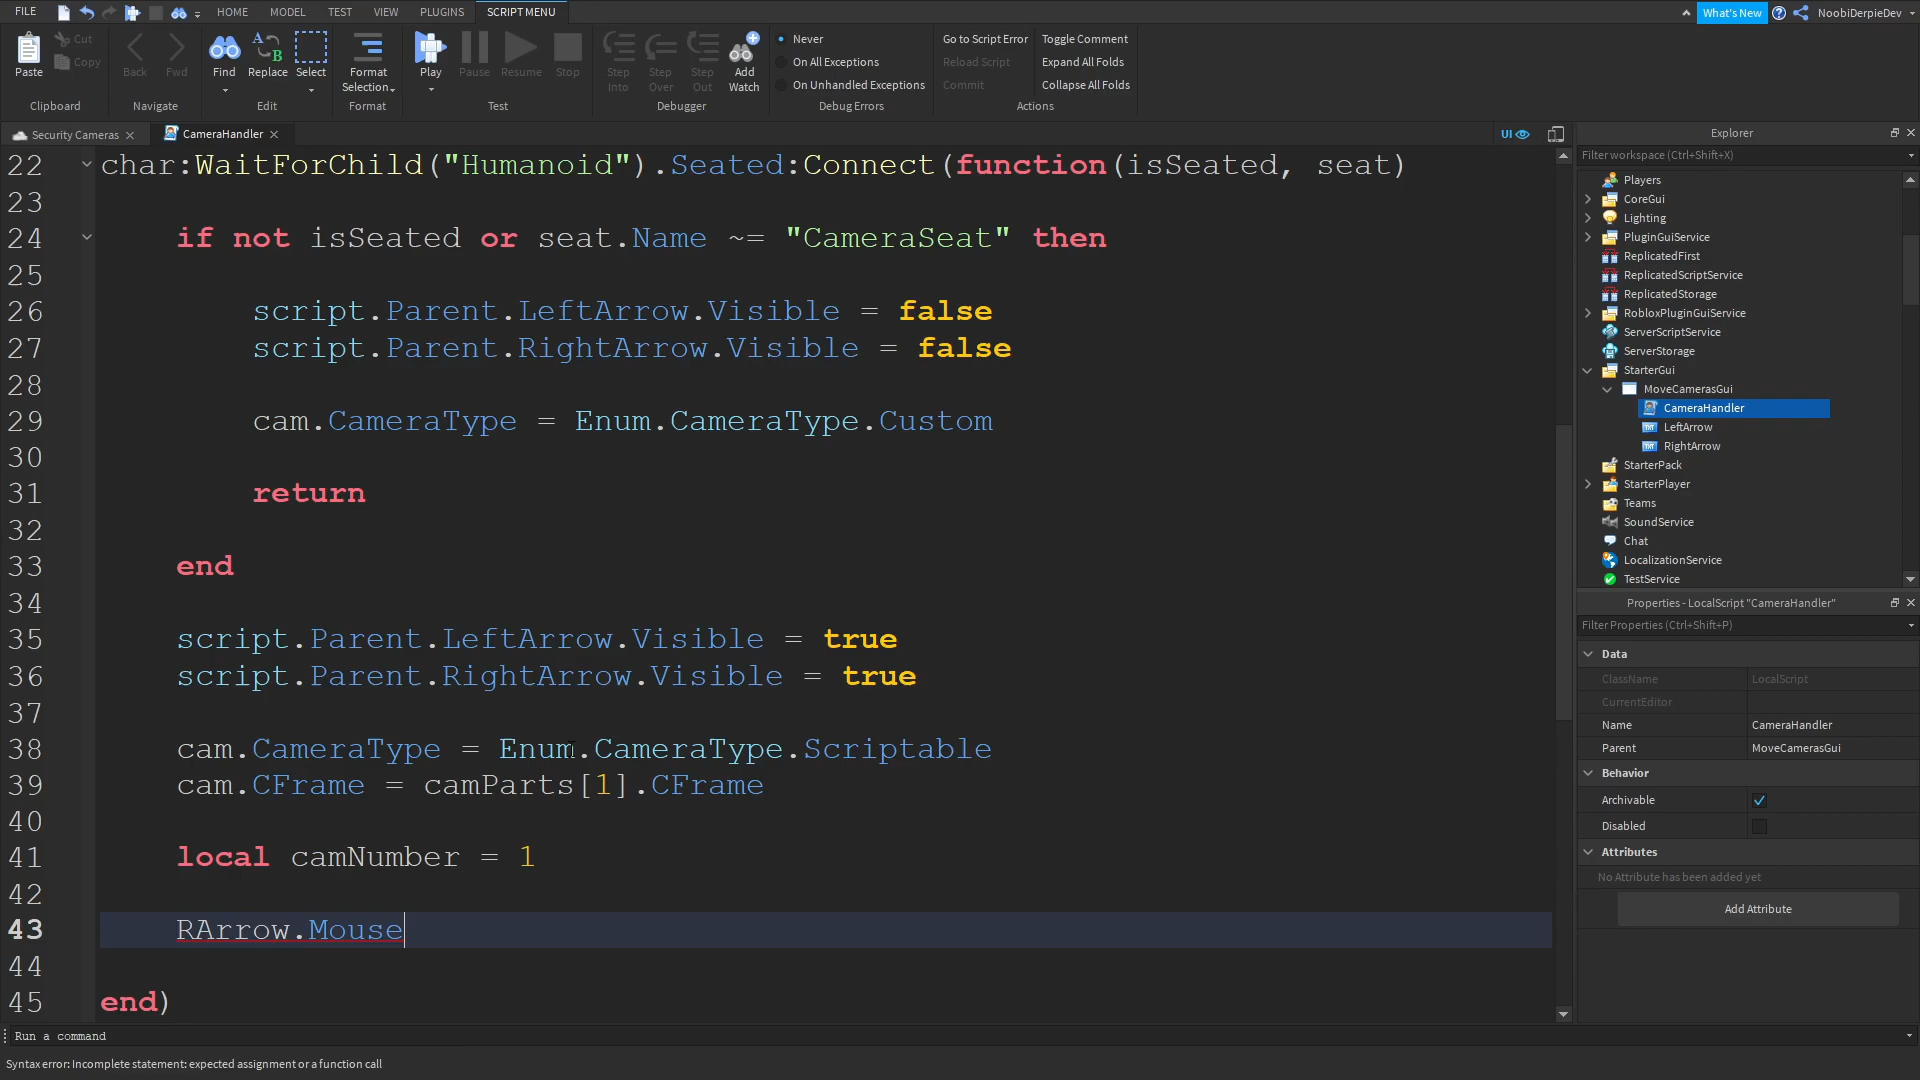 FILE HOME MODEL TEST VIEW PLUGINS SCRIPT MENU What's New NoobiDerpieDev
Paste Cut Copy Back Fwd Find Replace Select Format Selection Play Pause Resume Stop Step Into Step Over Step Out Add Watch
Never
On All Exceptions
On Unhandled Exceptions
Go to Script Error
Reload Script
Commit
Toggle Comment
Expand All Folds
Collapse All Folds
Clipboard Navigate Edit Format Test Debugger Debug Errors Actions
Security Cameras CameraHandler UI
22 char:WaitForChild("Humanoid").Seated:Connect(function(isSeated, seat)
23
24 if not isSeated or seat.Name ~= "CameraSeat" then
25
26 script.Parent.LeftArrow.Visible = false
27 script.Parent.RightArrow.Visible = false
28
29 cam.CameraType = Enum.CameraType.Custom
30
31 return
32
33 end
34
35 script.Parent.LeftArrow.Visible = true
36 script.Parent.RightArrow.Visible = true
37
38 cam.CameraType = Enum.CameraType.Scriptable
39 cam.CFrame = camParts[1].CFrame
40
41 local camNumber = 1
42
43 RArrow.Mouse
44
45 end)
Explorer
Filter workspace (Ctrl+Shift+X)
Players
CoreGui
Lighting
PluginGuiService
ReplicatedFirst
ReplicatedScriptService
ReplicatedStorage
RobloxPluginGuiService
ServerScriptService
ServerStorage
StarterGui
MoveCamerasGui
CameraHandler
LeftArrow
RightArrow
StarterPack
StarterPlayer
Teams
SoundService
Chat
LocalizationService
TestService
Properties - LocalScript "CameraHandler"
Filter Properties (Ctrl+Shift+P)
Data
ClassName LocalScript
CurrentEditor
Name CameraHandler
Parent MoveCamerasGui
Behavior
Archivable
Disabled
Attributes
No Attribute has been added yet
Add Attribute
Run a command
Syntax error: Incomplete statement: expected assignment or a function call